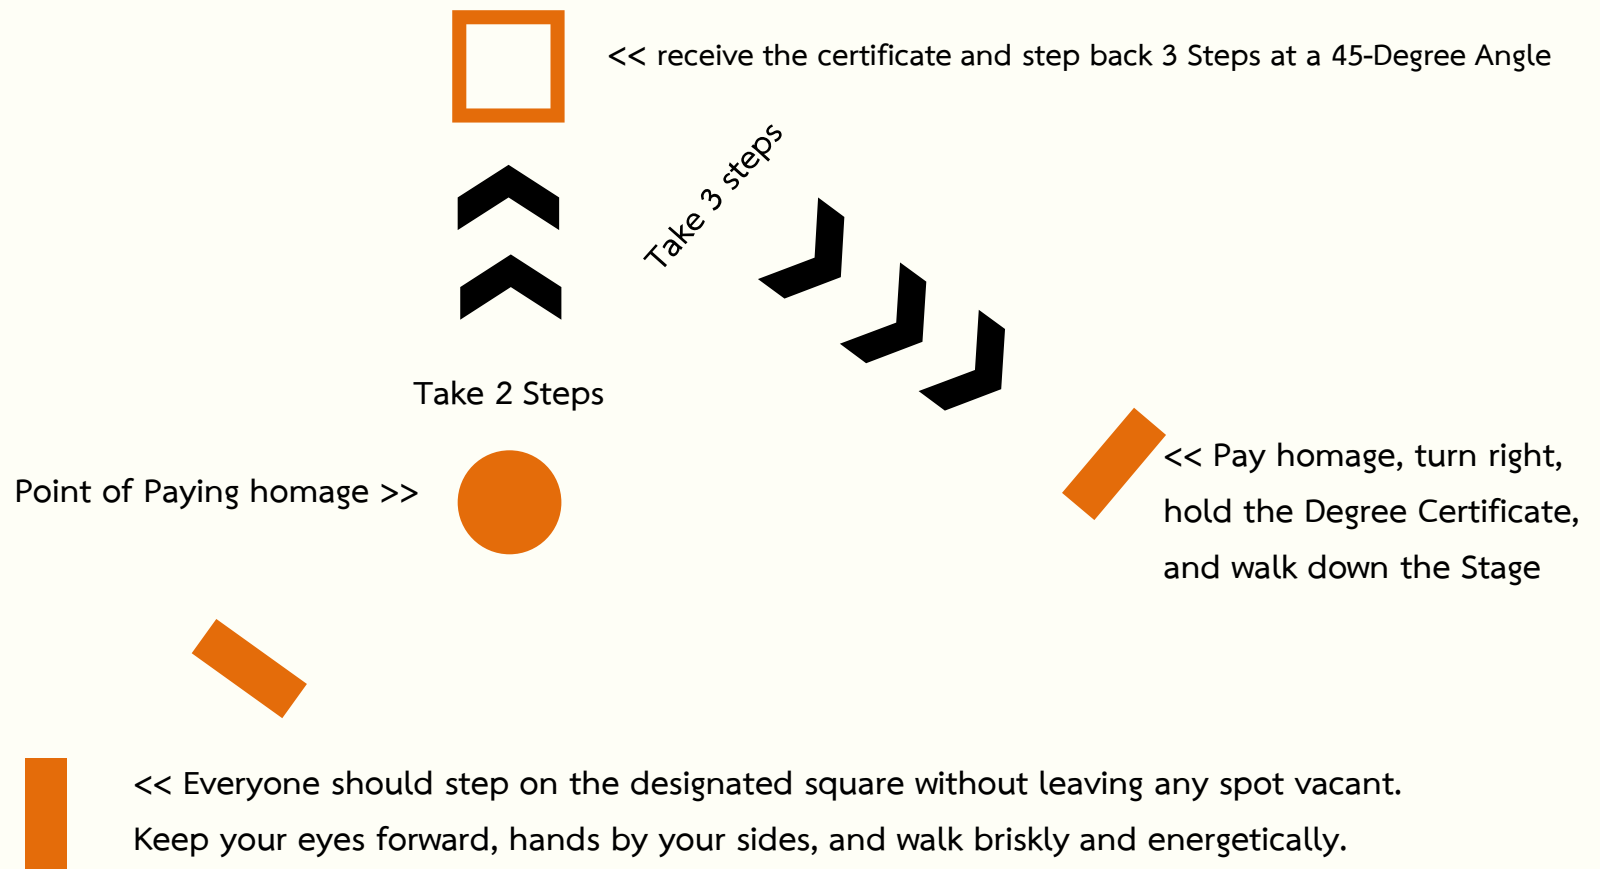 << receive the certificate and step back 3 Steps at a 45-Degree Angle
Take 3 steps
Take 2 Steps
Point of Paying homage >>
<< Pay homage, turn right,
hold the Degree Certificate,
and walk down the Stage
<< Everyone should step on the designated square without leaving any spot vacant.
Keep your eyes forward, hands by your sides, and walk briskly and energetically.